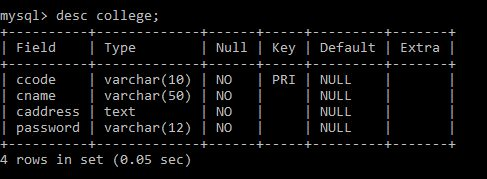 mysql> desc college;
+-----------+-------------+------+-----+---------+-------+
| Field     | Type        | Null | Key | Default | Extra |
+-----------+-------------+------+-----+---------+-------+
| ccode     | varchar(10) | NO   | PRI | NULL    |       |
| cname     | varchar(50) | NO   |     | NULL    |       |
| caddress  | text        | NO   |     | NULL    |       |
| password  | varchar(12) | NO   |     | NULL    |       |
+-----------+-------------+------+-----+---------+-------+
4 rows in set (0.05 sec)